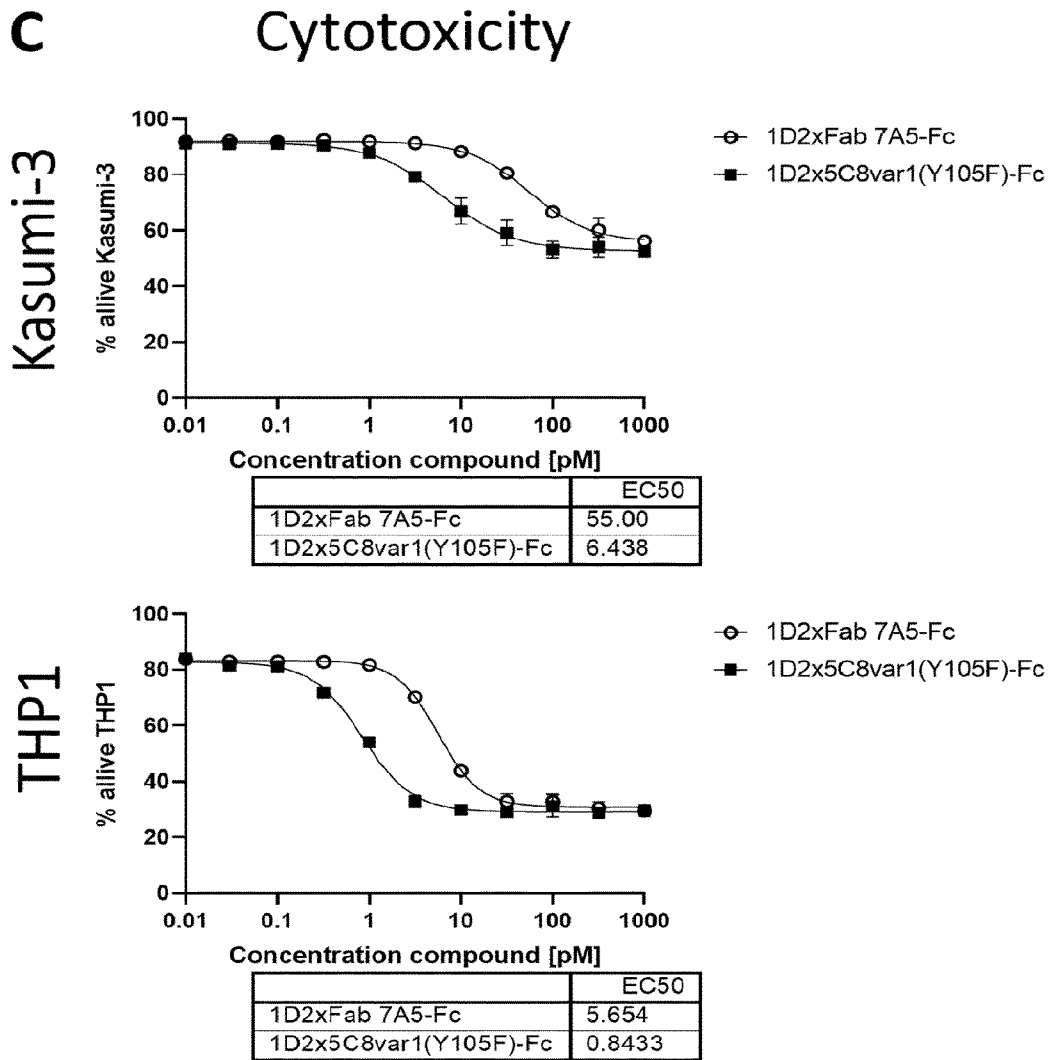 C Cytotoxicity
Kasumi-3
% allive Kasumi-3
100
80
60
40
20
0
0.01 0.1 1 10 100 1000
Concentration compound [pM]
1D2xFab 7A5-Fc
1D2x5C8var1(Y105F)-Fc
EC50
1D2xFab 7A5-Fc 55.00
1D2x5C8var1(Y105F)-Fc 6.438
THP1
% allive THP1
100
80
60
40
20
0
0.01 0.1 1 10 100 1000
Concentration compound [pM]
1D2xFab 7A5-Fc
1D2x5C8var1(Y105F)-Fc
EC50
1D2xFab 7A5-Fc 5.654
1D2x5C8var1(Y105F)-Fc 0.8433